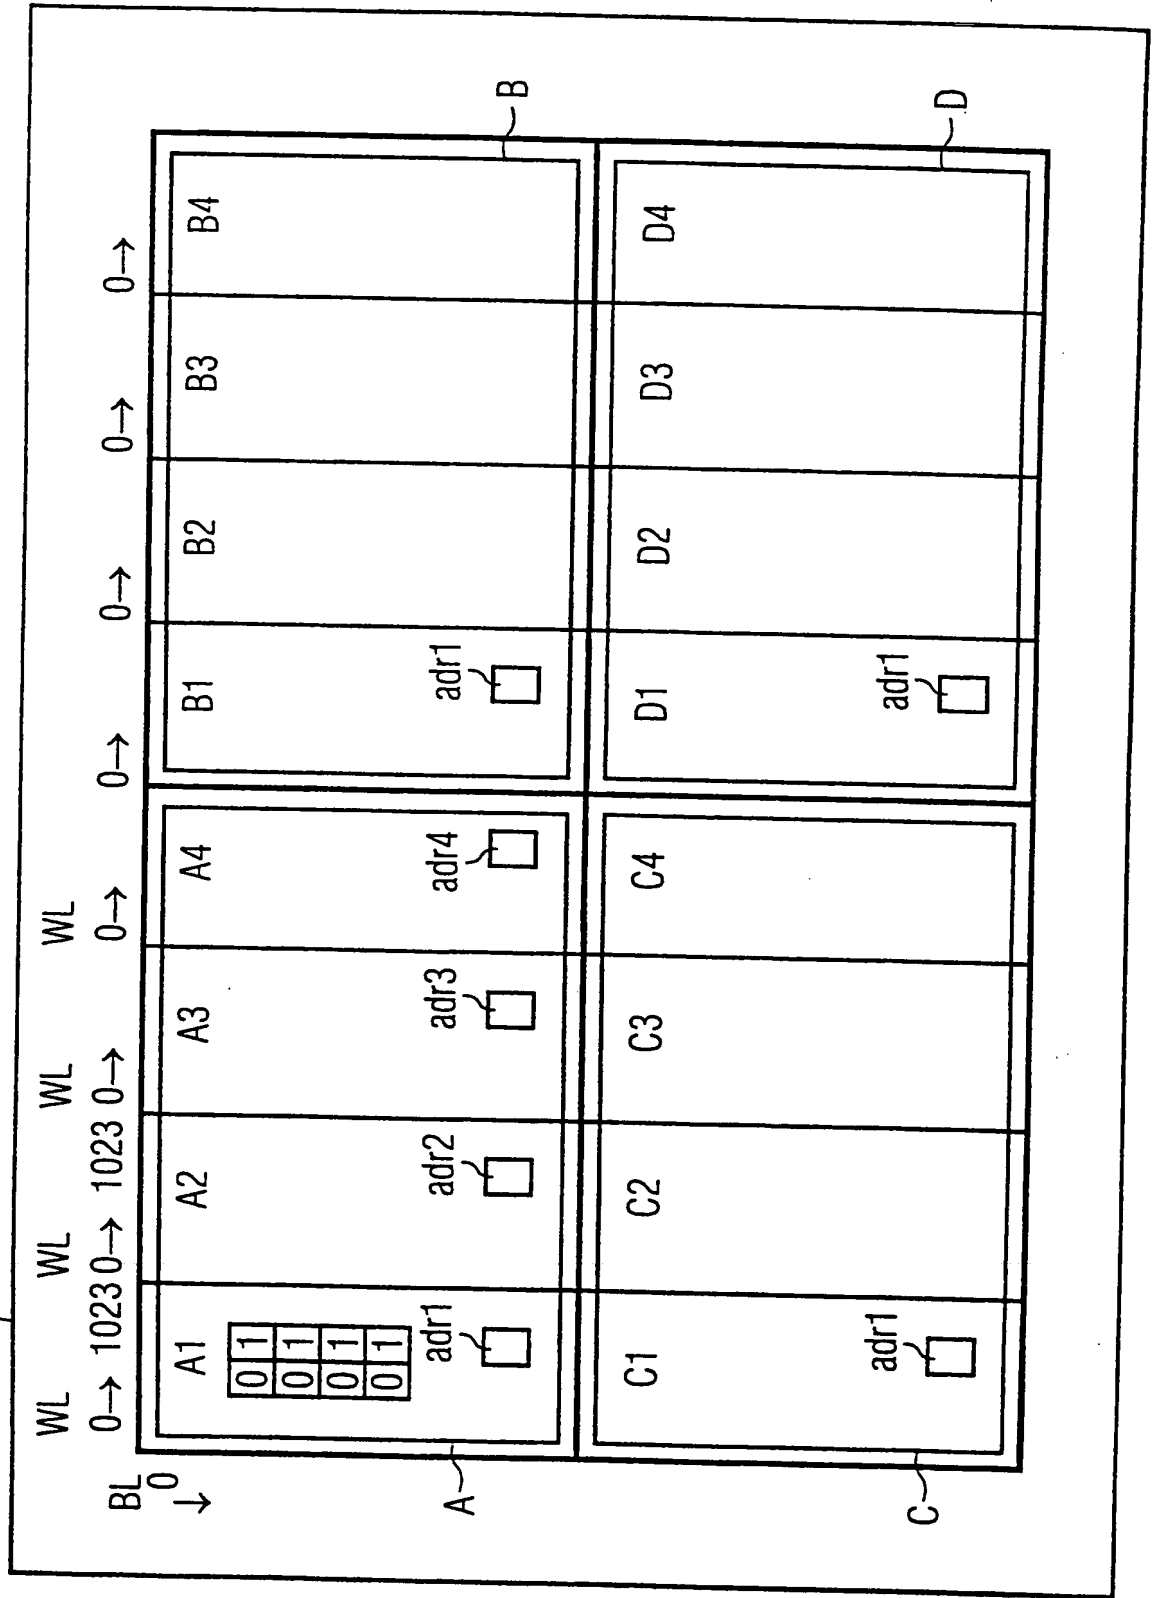 WL WL WL WL
0→ 1023 0→ 1023 0→ 0→ 0→ 0→ 0→ 0→
BL
0
↓
A1 A2 A3 A4 B1 B2 B3 B4
0 1
0 1
0 1
0 1
adr1 adr2 adr3 adr4 adr1
A B
C1 C2 C3 C4 D1 D2 D3 D4
adr1 adr1
C D